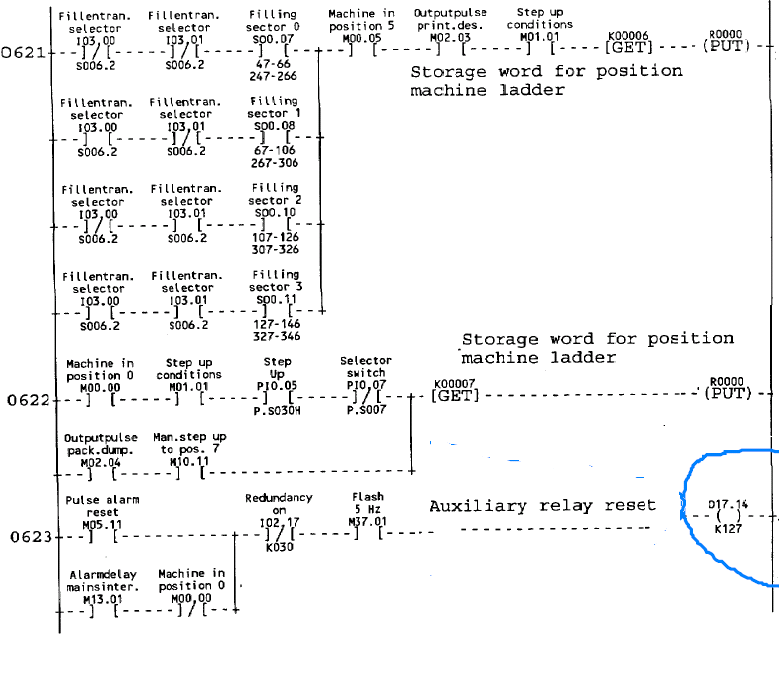 Fillentran. Fillentran. Filling Machine in Outputpulse Step up
selector selector sector 0 position 5 print.des. conditions
I03.00 I03.01 S00.07 M00.05 M02.03 M01.01 K00006 R0000
0621 ] / [ ] / [ ] [ ] [ ] [ ] [ [GET] (PUT)
S006.2 S006.2 47-66
247-266
Storage word for position
machine ladder
Fillentran. Fillentran. Filling
selector selector sector 1
I03.00 I03.01 S00.08
] [ ] / [ ] [
S006.2 S006.2 67-106
267-306
Fillentran. Fillentran. Filling
selector selector sector 2
I03.00 I03.01 S00.10
] / [ ] [ ] [
S006.2 S006.2 107-126
307-326
Fillentran. Fillentran. Filling
selector selector sector 3
I03.00 I03.01 S00.11
] [ ] [ ] [
S006.2 S006.2 127-146
327-346
Storage word for position
machine ladder
Machine in Step up Step Selector
position 0 conditions Up switch
M00.00 M01.01 PI0.05 PI0.07 K00007 R0000
0622 ] [ ] [ ] [ ] / [ [GET] (PUT)
P.S030H P.S007
Outputpulse Man.step up
pack.dump. to pos. 7
M02.04 M10.11
] [ ] [
Pulse alarm Redundancy Flash
reset on 5 Hz
M05.11 I02.17 M37.01 Auxiliary relay reset O17.14
0623 ] [ ] / [ ] [ ( )
K030 K127
Alarmdelay Machine in
mainsinter. position 0
M13.01 M00.00
] [ ] / [